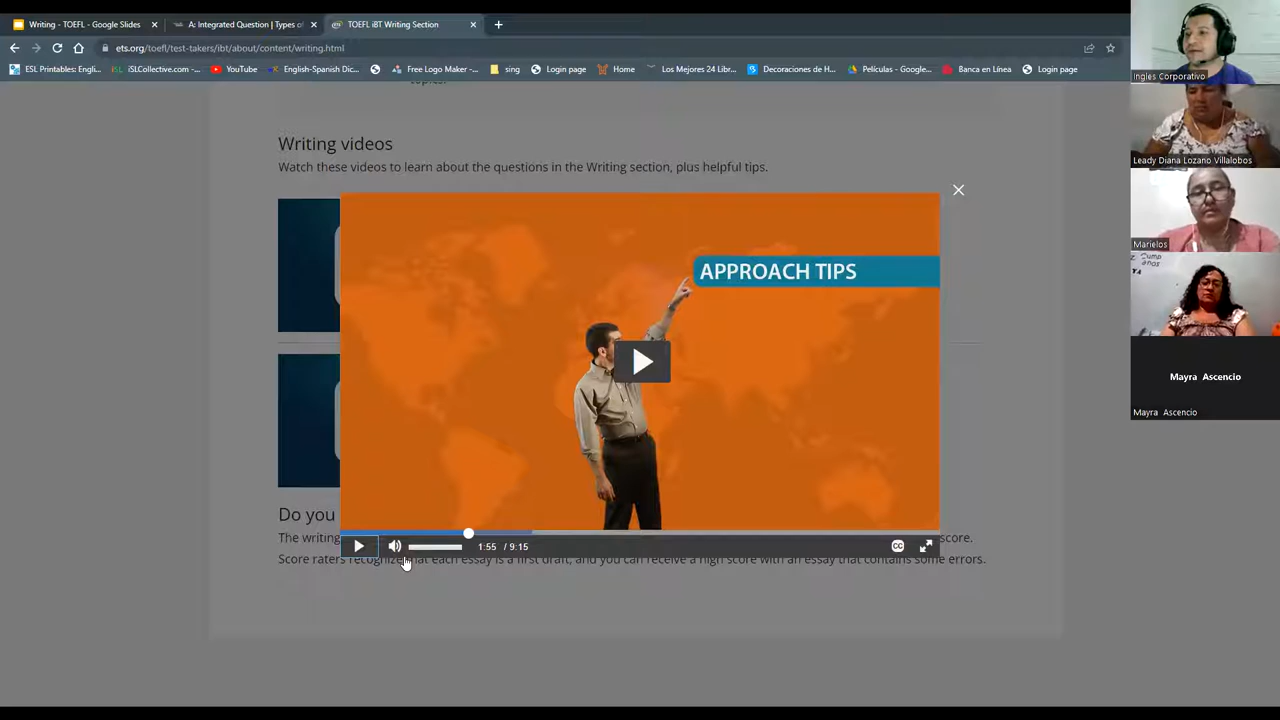 Writing - TOEFL - Google Slides
A: Integrated Question | Types of
TOEFL iBT Writing Section
ets.org/toefl/test-takers/ibt/about/content/writing.html
ESL Printables: Engli...
iSLCollective.com -...
YouTube
English-Spanish Dic...
Free Logo Maker -...
sing
Login page
Home
Los Mejores 24 Libr...
Decoraciones de H...
Películas - Google...
Banca en Línea
Login page
Writing videos
Watch these videos to learn about the questions in the Writing section, plus helpful tips.
APPROACH TIPS
1:55 / 9:15
CC
Do you
The writing
score.
Score raters recognize that each essay is a first draft, and you can receive a high score with an essay that contains some errors.
Ingles Corporativo
Leady Diana Lozano Villalobos
Marielos
Mayra Ascencio
Mayra Ascencio